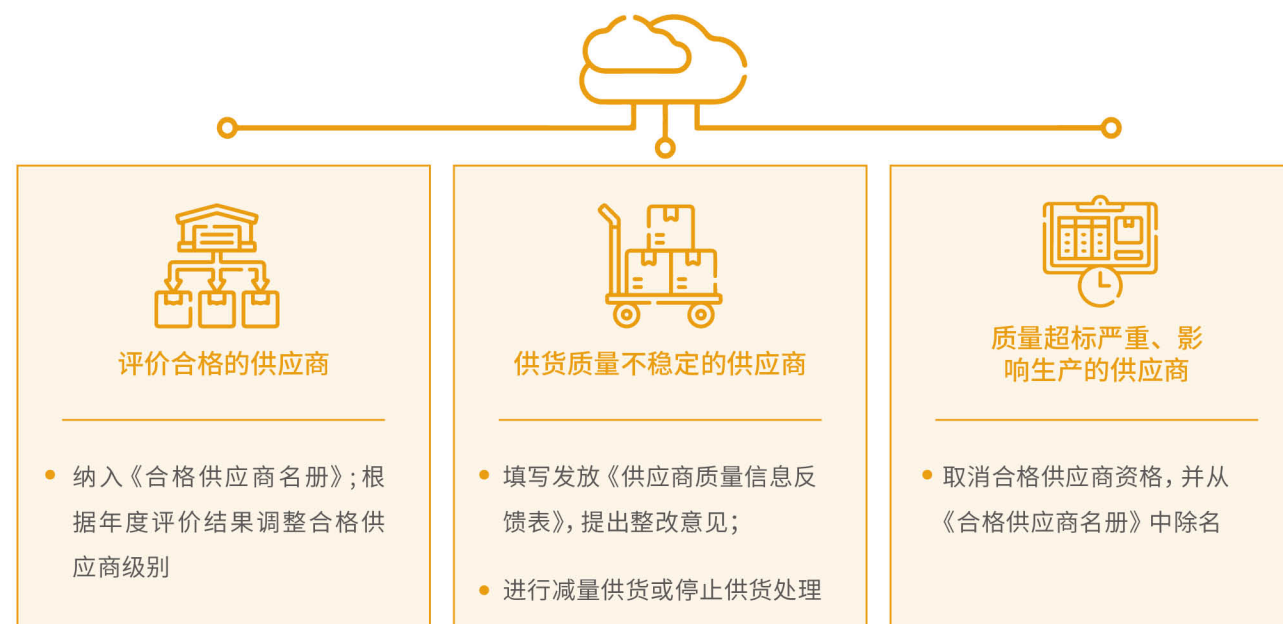 评价合格的供应商
纳入《合格供应商名册》;根
据年度评价结果调整合格供
应商级别
供货质量不稳定的供应商
填写发放《供应商质量信息反
馈表》,提出整改意见;
进行减量供货或停止供货处理
质量超标严重、影
响生产的供应商
取消合格供应商资格,并从
《合格供应商名册》中除名